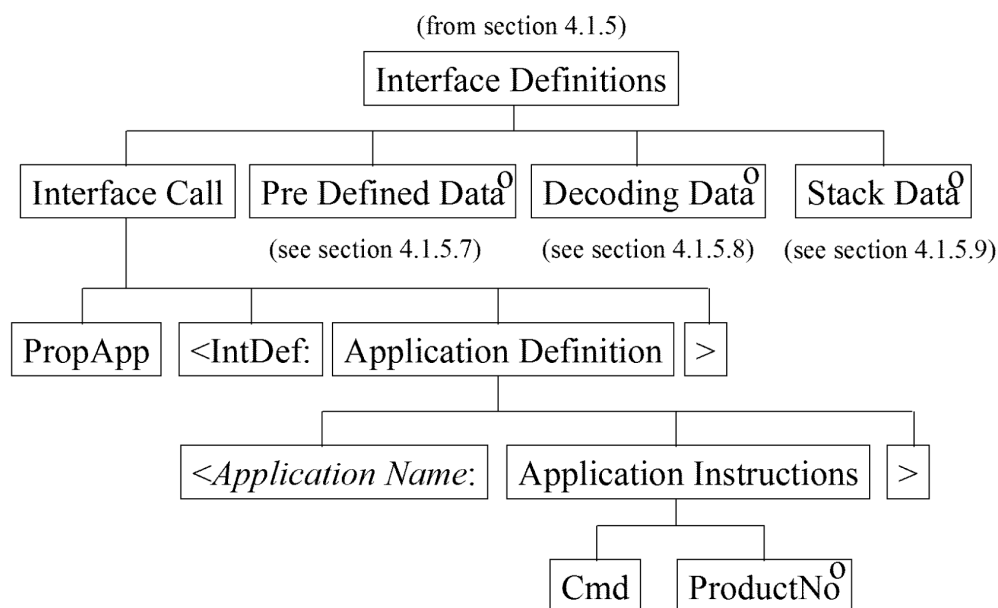 (from section 4.1.5)
Interface Definitions
Interface Call
Pre Defined Data o
Decoding Data o
Stack Data o
(see section 4.1.5.7)
(see section 4.1.5.8)
(see section 4.1.5.9)
PropApp
<IntDef:
Application Definition
>
<Application Name:
Application Instructions
>
Cmd
ProductNo o